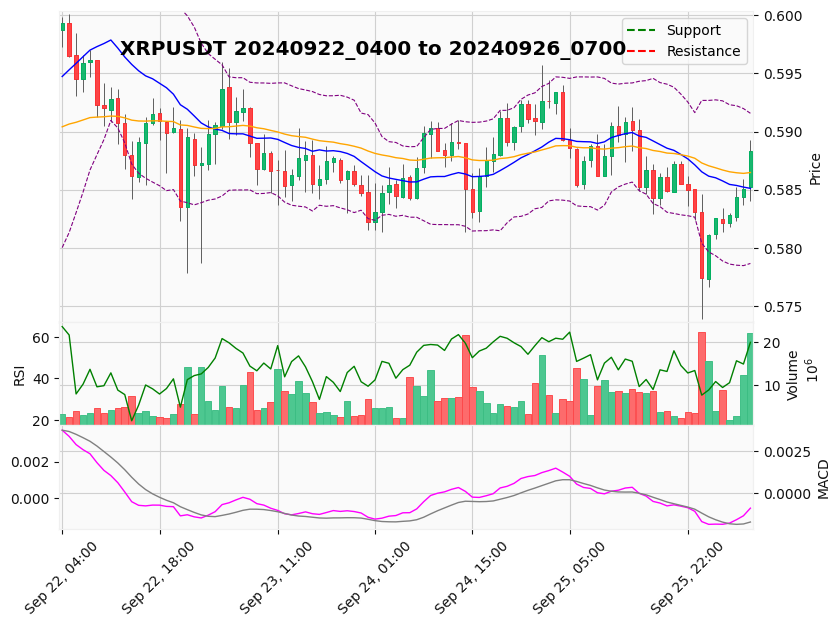 XRPUSDT 20240922_0400 to 20240926_0700
Support
Resistance
0.600
0.595
0.590
0.585
0.580
0.575
Price
60
40
20
RSI
20
10
Volume
10^6
0.002
0.000
0.0025
0.0000
MACD
Sep 22, 04:00
Sep 22, 18:00
Sep 23, 11:00
Sep 24, 01:00
Sep 24, 15:00
Sep 25, 05:00
Sep 25, 22:00